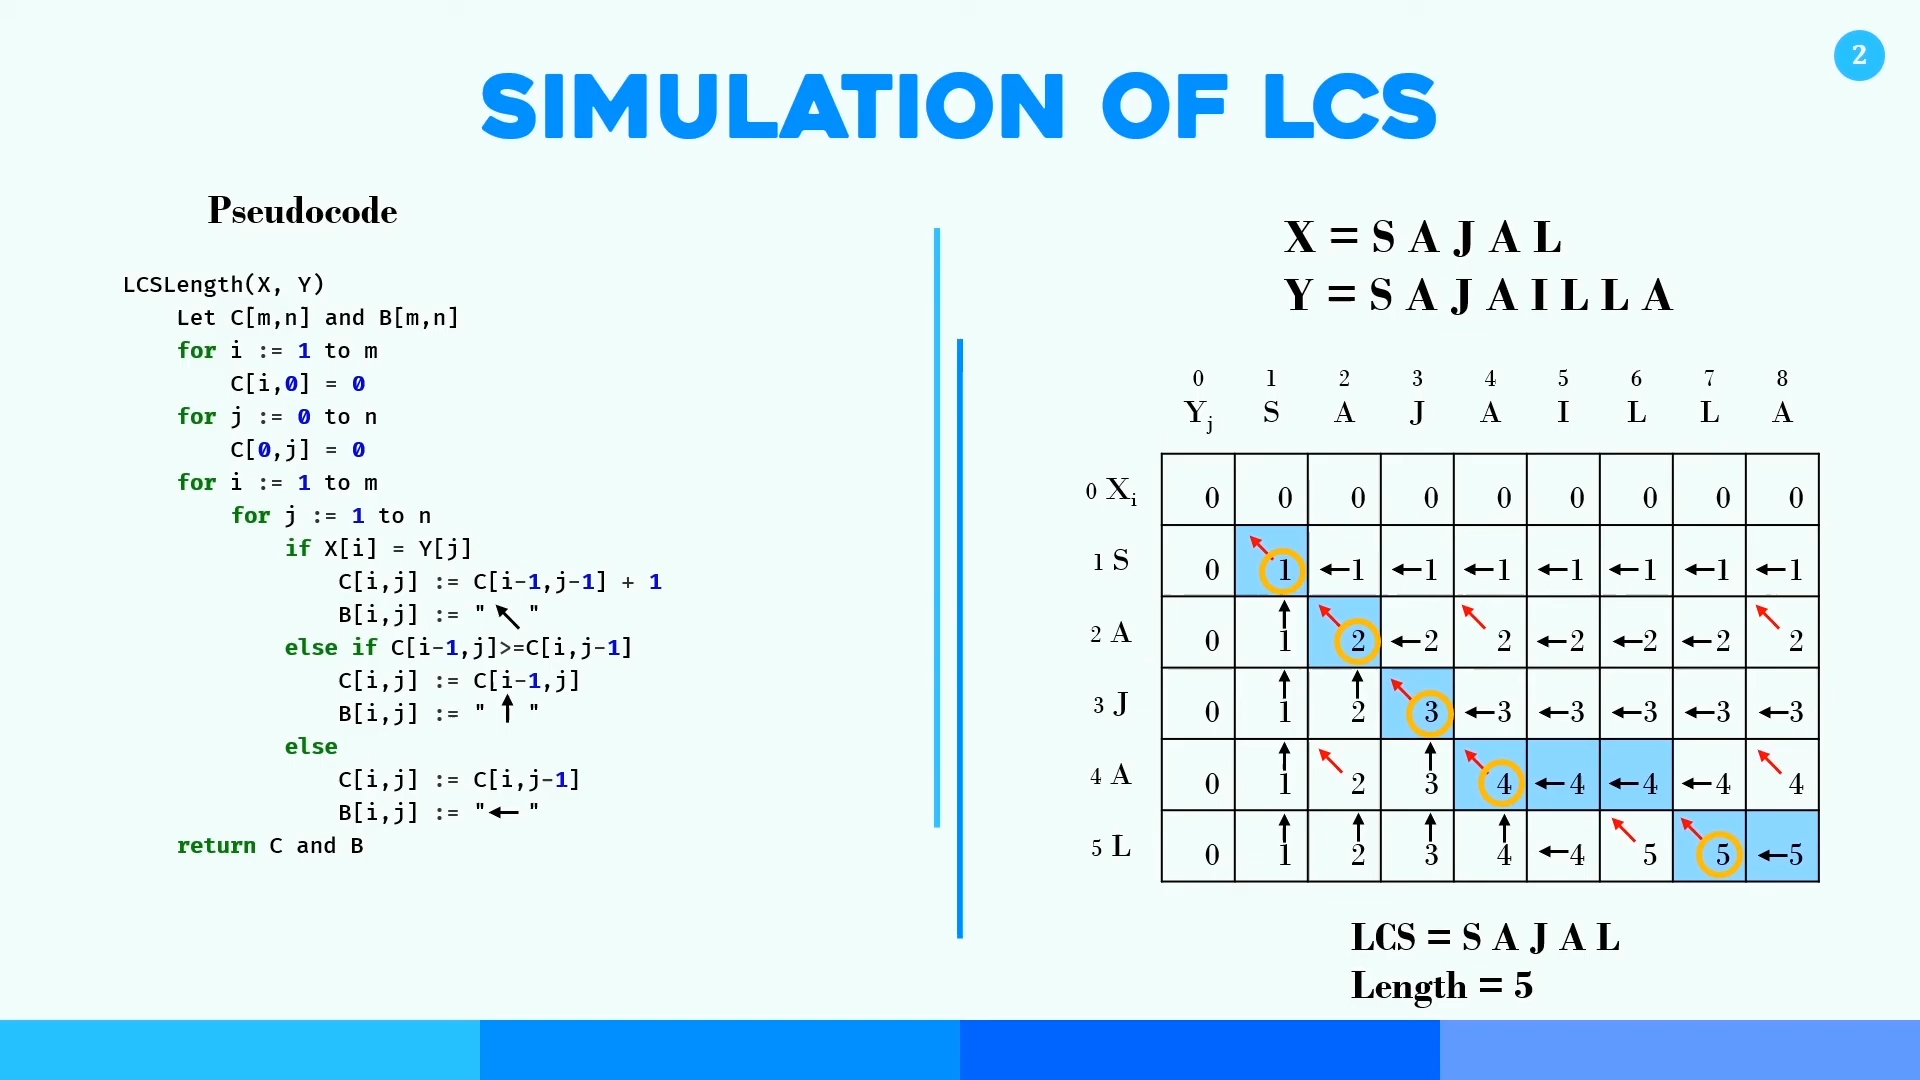 2
SIMULATION OF LCS
Pseudocode
LCSLength(X, Y)
Let C[m,n] and B[m,n]
for i := 1 to m
C[i,0] = 0
for j := 0 to n
C[0,j] = 0
for i := 1 to m
for j := 1 to n
if X[i] = Y[j]
C[i,j] := C[i-1,j-1] + 1
B[i,j] := "↖"
else if C[i-1,j]>=C[i,j-1]
C[i,j] := C[i-1,j]
B[i,j] := "↑"
else
C[i,j] := C[i,j-1]
B[i,j] := "←"
return C and B
X = S A J A L
Y = S A J A I L L A
0 1 2 3 4 5 6 7 8
Yj S A J A I L L A
0 Xi 0 0 0 0 0 0 0 0 0
1 S 0 ↖1 ←1 ←1 ←1 ←1 ←1 ←1 ←1
2 A 0 ↑1 ↖2 ←2 ↖2 ←2 ←2 ←2 ↖2
3 J 0 ↑1 ↑2 ↖3 ←3 ←3 ←3 ←3 ←3
4 A 0 ↑1 ↖2 ↑3 ↖4 ←4 ←4 ←4 ↖4
5 L 0 ↑1 ↑2 ↑3 ↑4 ←4 ↖5 ↖5 ←5
LCS = S A J A L
Length = 5